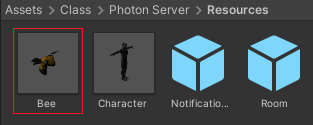 Assets > Class > Photon Server > Resources
Bee
Character
Notificatio...
Room